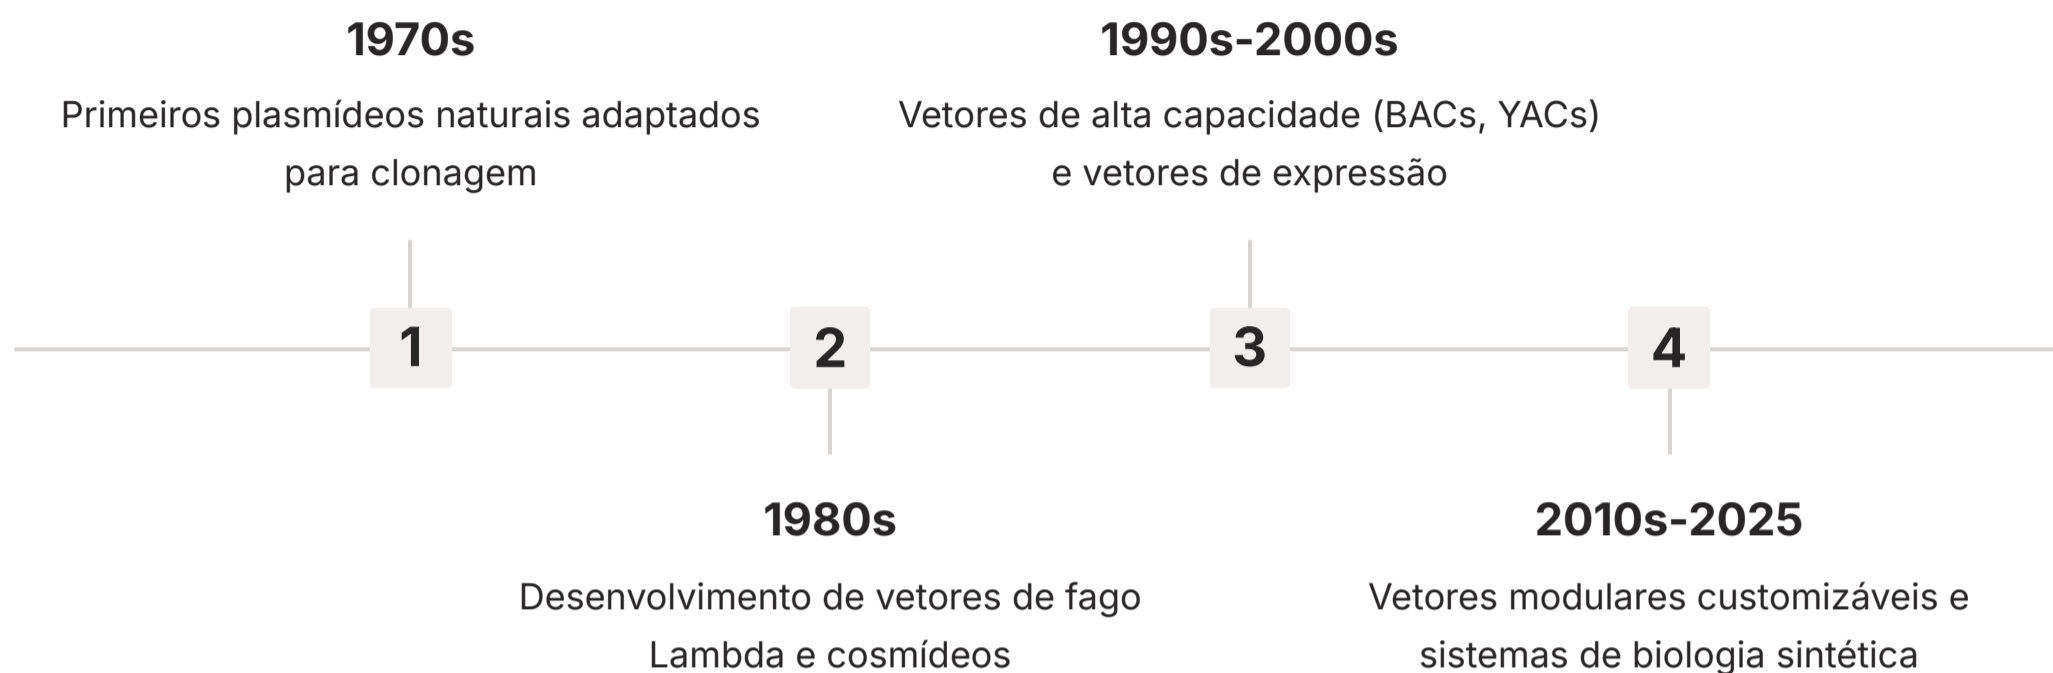 1970s
Primeiros plasmídeos naturais adaptados
para clonagem
1990s-2000s
Vetores de alta capacidade (BACs, YACs)
e vetores de expressão
1
2
3
4
1980s
Desenvolvimento de vetores de fago
Lambda e cosmídeos
2010s-2025
Vetores modulares customizáveis e
sistemas de biologia sintética